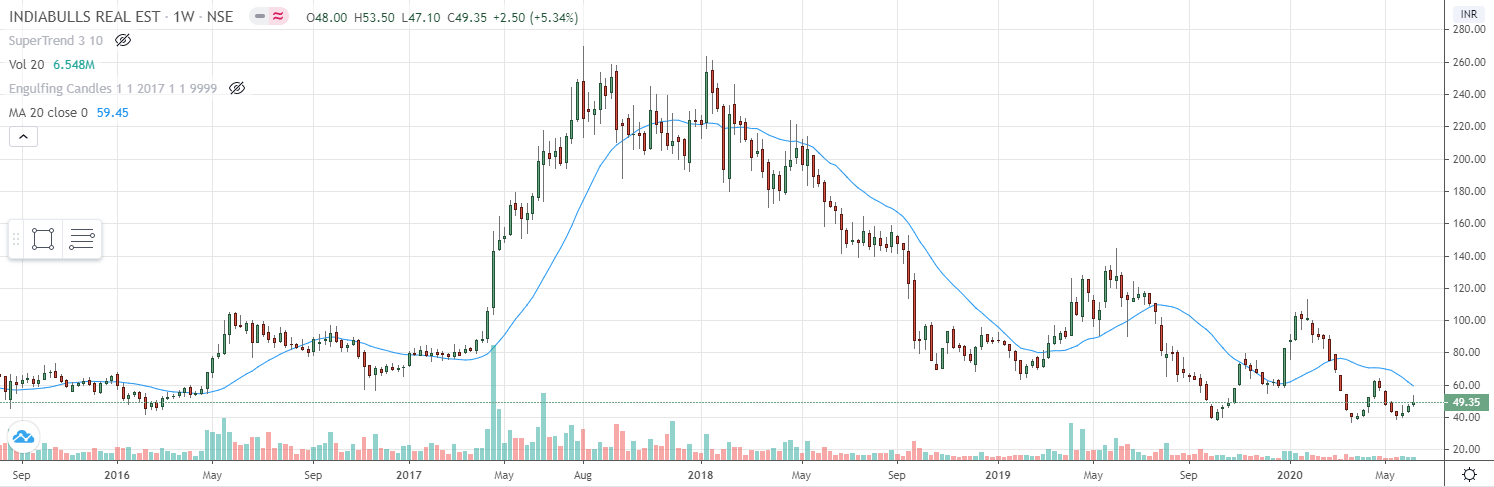 INDIABULLS REAL EST · 1W · NSE O48.00 H53.50 L47.10 C49.35 +2.50 (+5.34%)
INR
SuperTrend 3 10
Vol 20 6.548M
Engulfing Candles 1 1 2017 1 1 9999
MA 20 close 0 59.45
280.00
260.00
240.00
220.00
200.00
180.00
160.00
140.00
120.00
100.00
80.00
60.00
49.35
40.00
20.00
Sep 2016 May Sep 2017 May Aug 2018 May Sep 2019 May Sep 2020 May